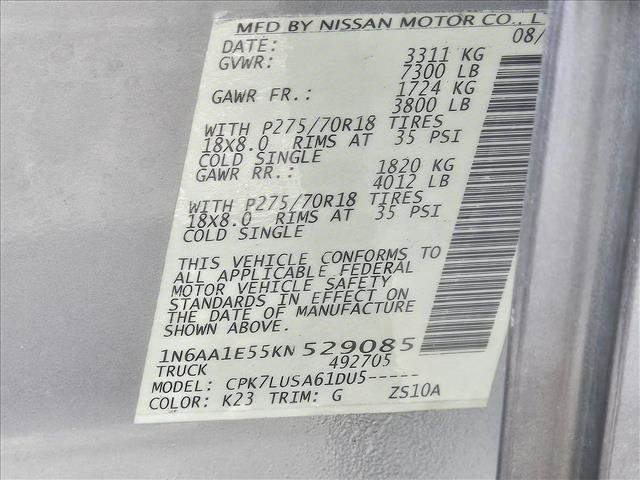 MFD BY NISSAN MOTOR CO., L
DATE: 08/
GVWR: 3311 KG
7300 LB
GAWR FR.: 1724 KG
3800 LB
WITH P275/70R18 TIRES
18X8.0 RIMS AT 35 PSI
COLD SINGLE
GAWR RR.: 1820 KG
4012 LB
WITH P275/70R18 TIRES
18X8.0 RIMS AT 35 PSI
COLD SINGLE
THIS VEHICLE CONFORMS TO
ALL APPLICABLE FEDERAL
MOTOR VEHICLE SAFETY
STANDARDS IN EFFECT ON
THE DATE OF MANUFACTURE
SHOWN ABOVE.
1N6AA1E55KN 529085
TRUCK 492705
MODEL: CPK7LUSA61DU5-----
COLOR: K23 TRIM: G ZS10A